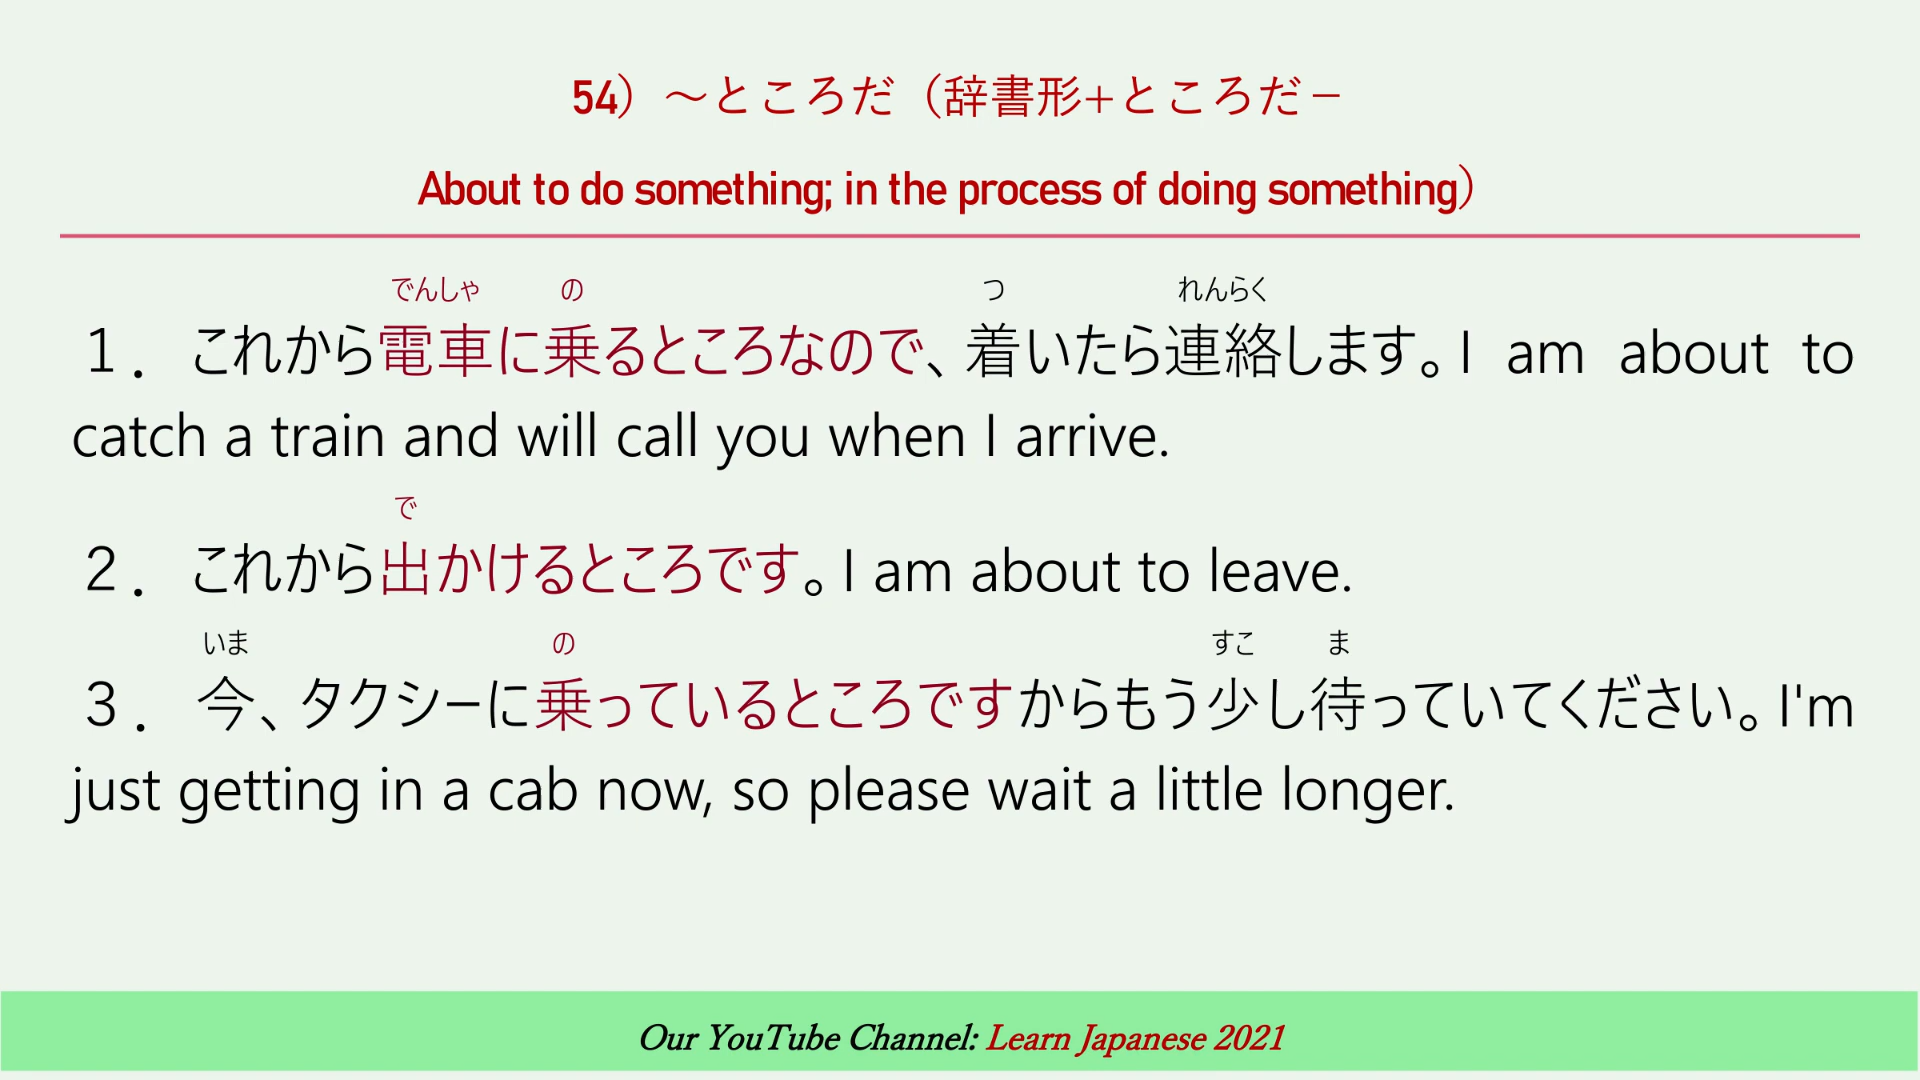 54）～ところだ（辞書形+ところだ－
About to do something; in the process of doing something）
でんしゃ の つ れんらく
１． これから電車に乗るところなので、着いたら連絡します。I am about to
catch a train and will call you when I arrive.
で
２． これから出かけるところです。I am about to leave.
いま の すこ ま
３． 今、タクシーに乗っているところですからもう少し待っていてください。I'm
just getting in a cab now, so please wait a little longer.
Our YouTube Channel: Learn Japanese 2021